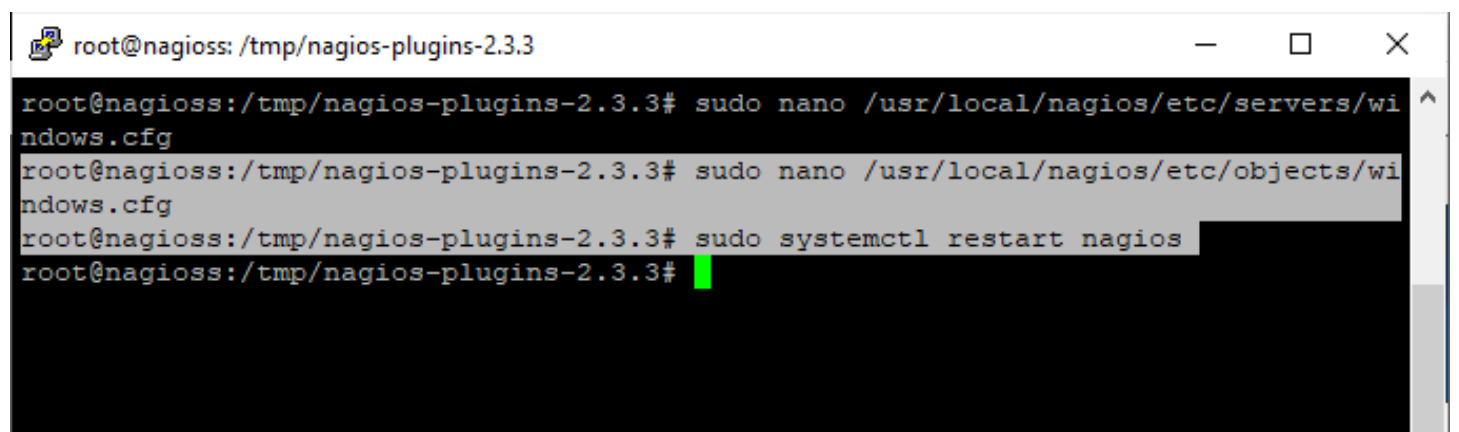 root@nagioss: /tmp/nagios-plugins-2.3.3
root@nagioss:/tmp/nagios-plugins-2.3.3# sudo nano /usr/local/nagios/etc/servers/wi
ndows.cfg
root@nagioss:/tmp/nagios-plugins-2.3.3# sudo nano /usr/local/nagios/etc/objects/wi
ndows.cfg
root@nagioss:/tmp/nagios-plugins-2.3.3# sudo systemctl restart nagios
root@nagioss:/tmp/nagios-plugins-2.3.3#